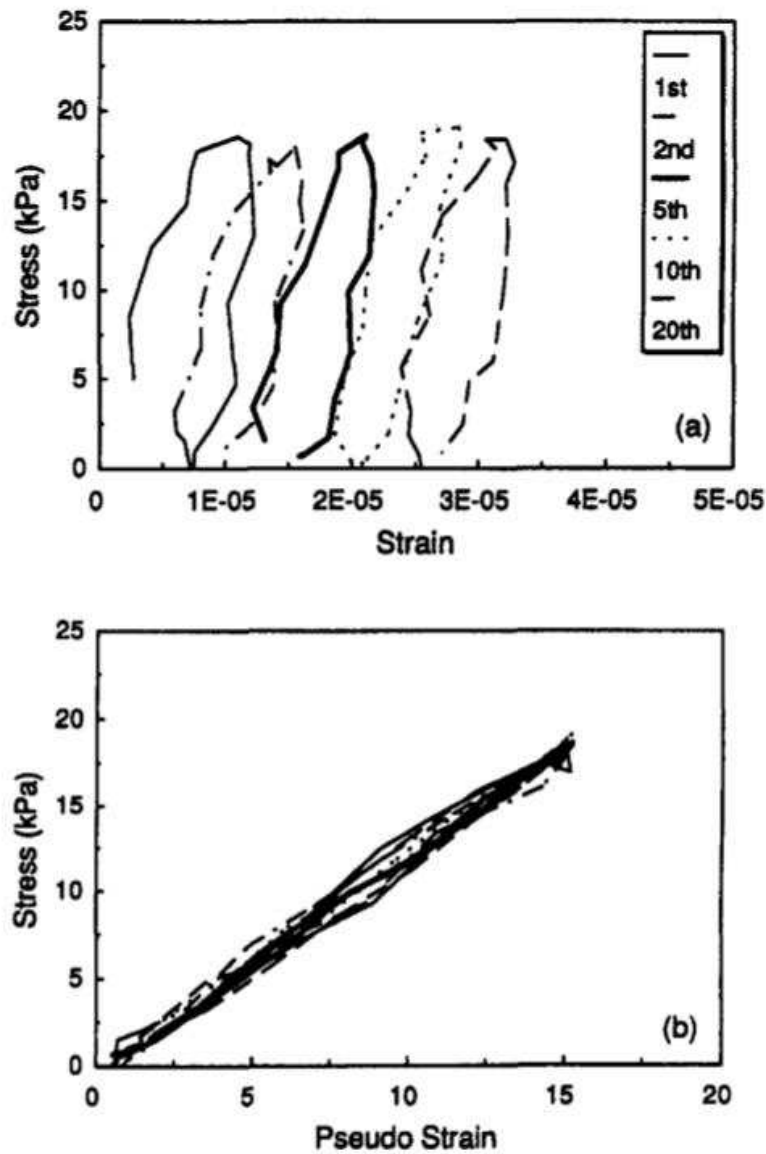 25
20
15
10
5
0
Stress (kPa)
1st
2nd
5th
10th
20th
(a)
0 1E-05 2E-05 3E-05 4E-05 5E-05
Strain
25
20
15
10
5
0
Stress (kPa)
(b)
0 5 10 15 20
Pseudo Strain